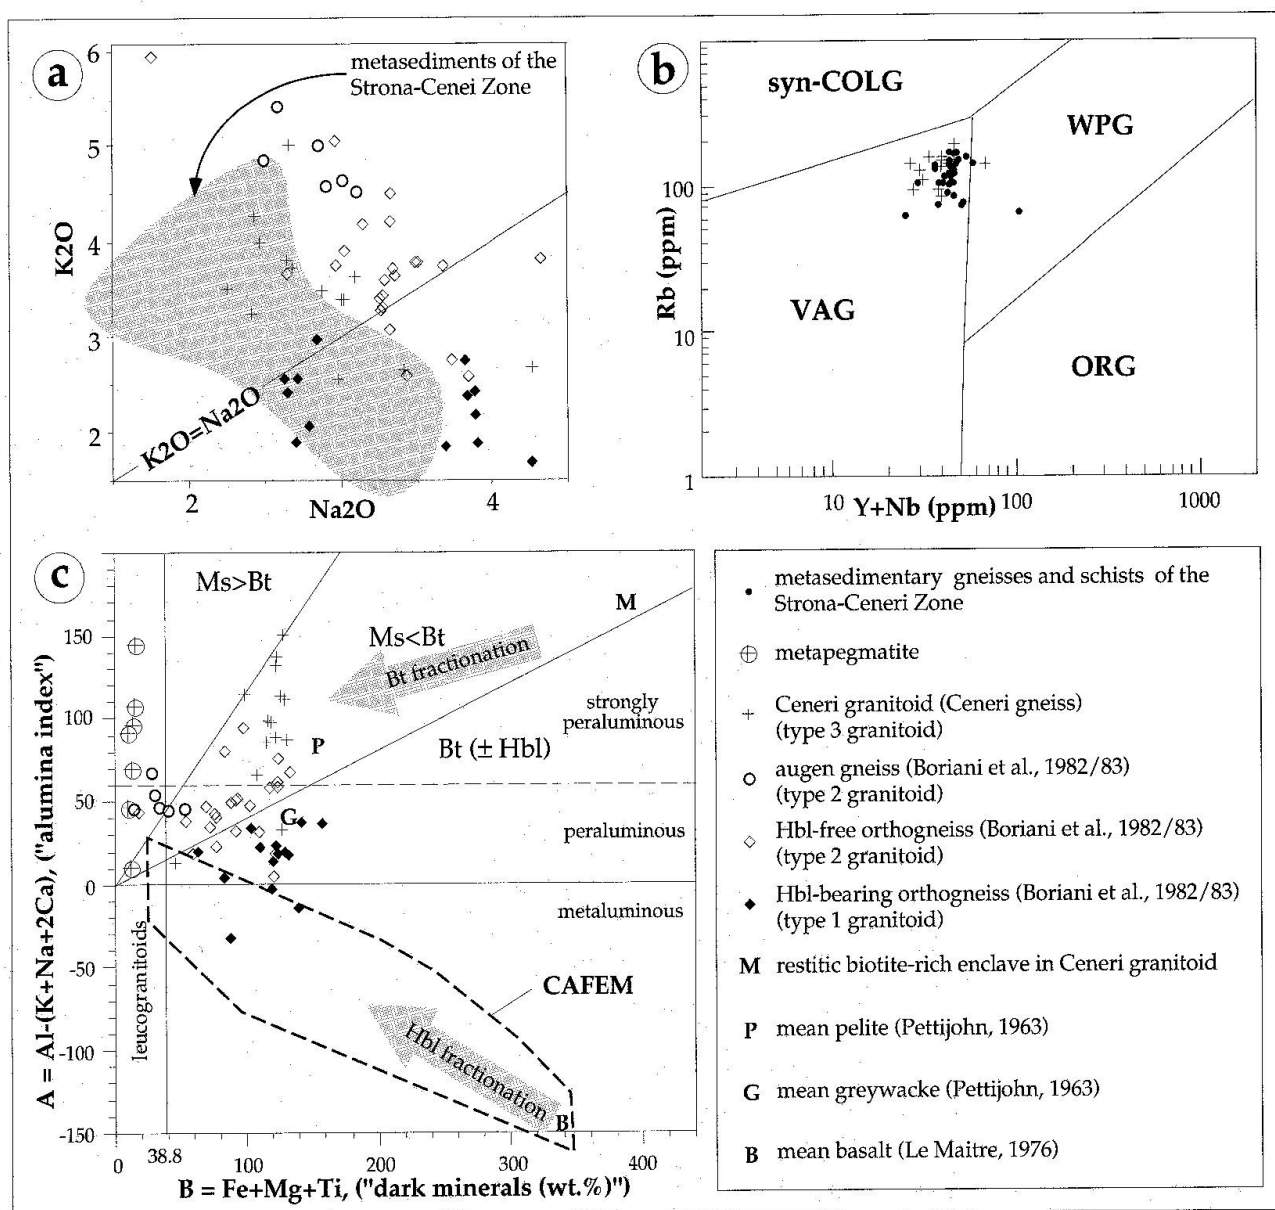 a
metasediments of the
Strona-Cenei Zone
6
5
4
3
2
K2O
K2O=Na2O
2
4
Na2O
b
syn-COLG
WPG
VAG
ORG
100
10
1
Rb (ppm)
10
100
1000
Y+Nb (ppm)
c
Ms>Bt
Ms<Bt
M
Bt fractionation
strongly
peraluminous
P
Bt (± Hbl)
G
peraluminous
metaluminous
leucogranitoids
CAFEM
Hbl fractionation
B
150
100
50
0
-50
-100
-150
A = Al-(K+Na+2Ca), ("alumina index")
0
38.8
100
200
300
400
B = Fe+Mg+Ti, ("dark minerals (wt.%)")
metasedimentary gneisses and schists of the
Strona-Ceneri Zone
metapegmatite
Ceneri granitoid (Ceneri gneiss)
(type 3 granitoid)
augen gneiss (Boriani et al., 1982/83)
(type 2 granitoid)
Hbl-free orthogneiss (Boriani et al., 1982/83)
(type 2 granitoid)
Hbl-bearing orthogneiss (Boriani et al., 1982/83)
(type 1 granitoid)
M restitic biotite-rich enclave in Ceneri granitoid
P mean pelite (Pettijohn, 1963)
G mean greywacke (Pettijohn, 1963)
B mean basalt (Le Maitre, 1976)